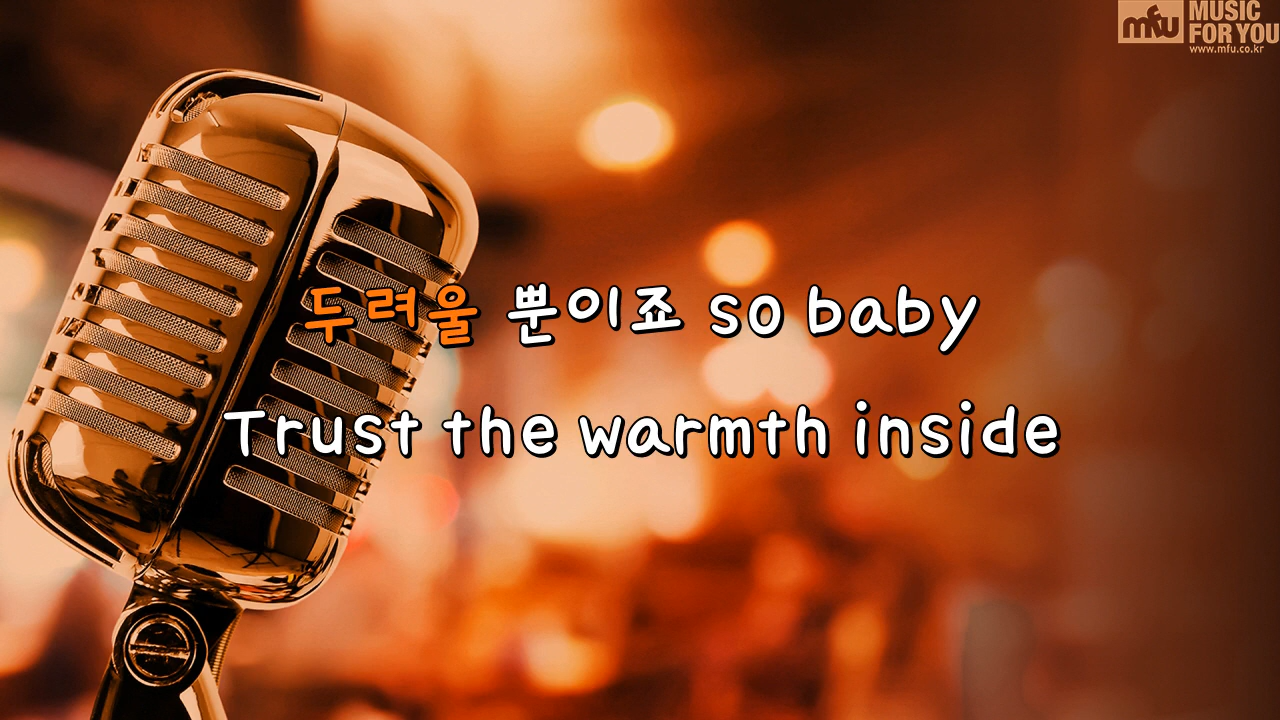 mfu MUSIC
FOR YOU
www.mfu.co.kr
두려울 뿐이죠 so baby
Trust the warmth inside